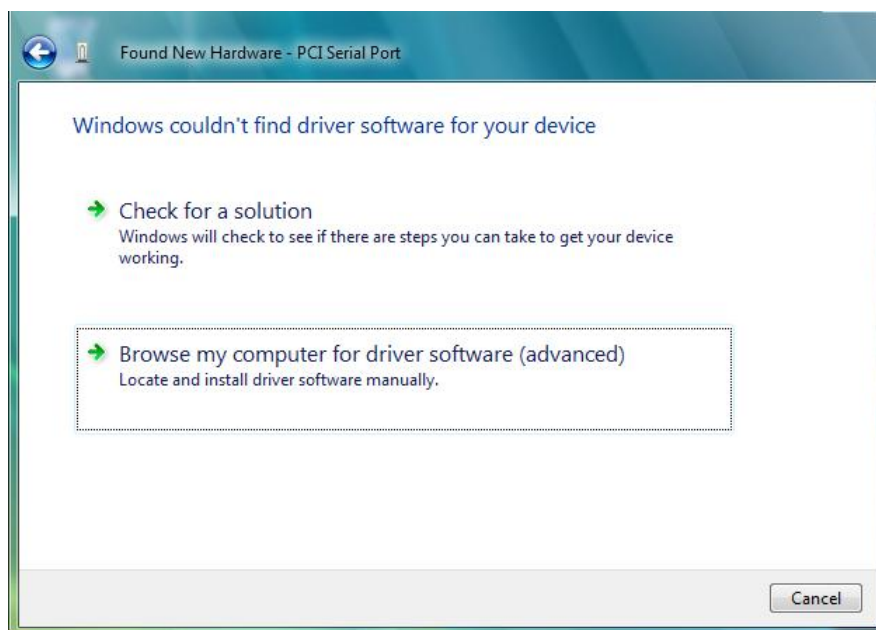 Found New Hardware - PCI Serial Port
Windows couldn't find driver software for your device
Check for a solution
Windows will check to see if there are steps you can take to get your device
working.
Browse my computer for driver software (advanced)
Locate and install driver software manually.
Cancel